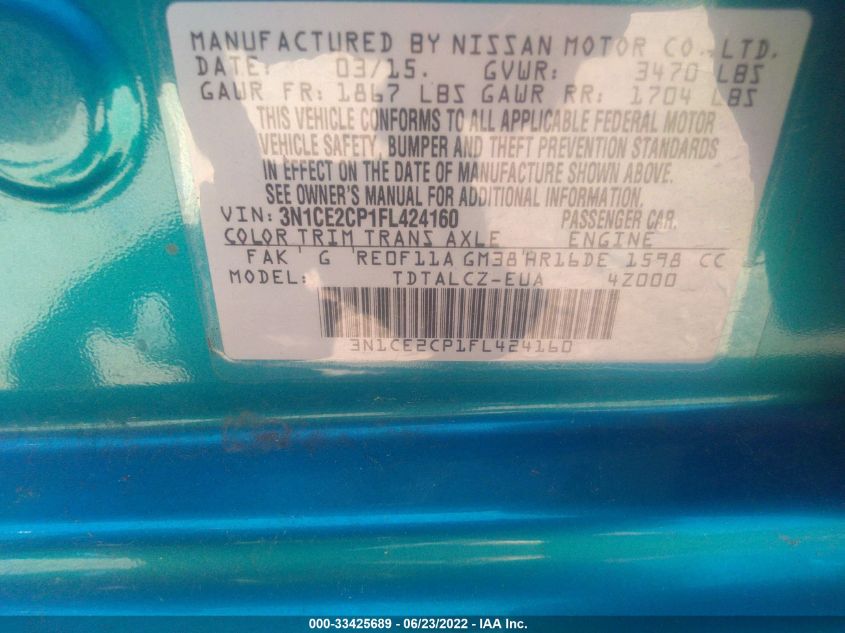 MANUFACTURED BY NISSAN MOTOR CO., LTD.
DATE: 03/15. GVWR: 3470 LBS
GAWR FR: 1867 LBS GAWR RR: 1704 LBS
THIS VEHICLE CONFORMS TO ALL APPLICABLE FEDERAL MOTOR
VEHICLE SAFETY, BUMPER AND THEFT PREVENTION STANDARDS
IN EFFECT ON THE DATE OF MANUFACTURE SHOWN ABOVE.
SEE OWNER'S MANUAL FOR ADDITIONAL INFORMATION.
VIN: 3N1CE2CP1FL424160 PASSENGER CAR.
COLOR TRIM TRANS AXLE ENGINE
FAK G RE0F11A GM38 HR16DE 1598 CC
MODEL: TDTALCZ-EUA 4Z000
3N1CE2CP1FL424160
000-33425689 - 06/23/2022 - IAA Inc.